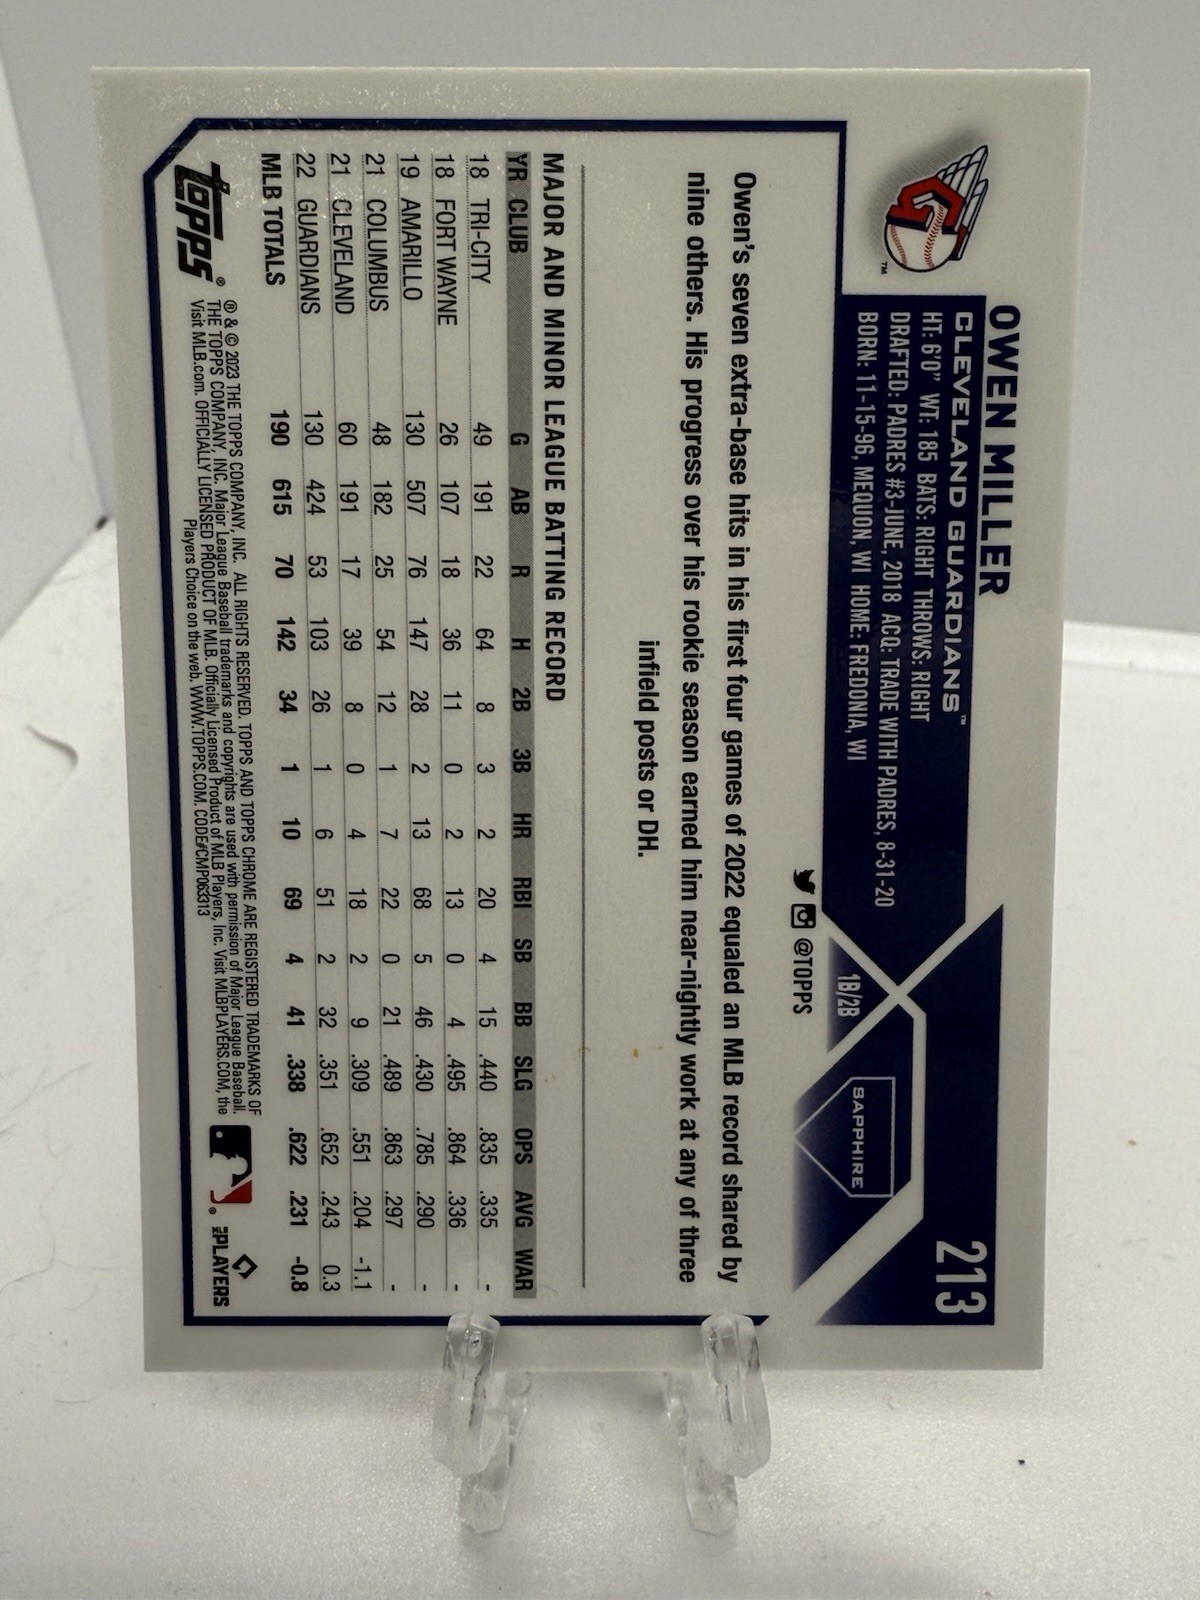 213
OWEN MILLER
CLEVELAND GUARDIANS™
HT: 6'0" WT: 185 BATS: RIGHT THROWS: RIGHT
DRAFTED: PADRES #3-JUNE, 2018 ACQ: TRADE WITH PADRES, 8-31-20
BORN: 11-15-96, MEQUON, WI HOME: FREDONIA, WI
™
1B/2B
SAPPHIRE
@TOPPS
Owen's seven extra-base hits in his first four games of 2022 equaled an MLB record shared by
nine others. His progress over his rookie season earned him near-nightly work at any of three
infield posts or DH.
MAJOR AND MINOR LEAGUE BATTING RECORD
YR CLUB G AB R H 2B 3B HR RBI SB BB SLG OPS AVG WAR
18 TRI-CITY 49 191 22 64 8 3 2 20 4 15 .440 .835 .335 -
18 FORT WAYNE 26 107 18 36 11 0 2 13 0 4 .495 .864 .336 -
19 AMARILLO 130 507 76 147 28 2 13 68 5 46 .430 .785 .290 -
21 COLUMBUS 48 182 25 54 12 1 7 22 0 21 .489 .863 .297 -
21 CLEVELAND 60 191 17 39 8 0 4 18 2 9 .309 .551 .204 -1.1
22 GUARDIANS 130 424 53 103 26 1 6 51 2 32 .351 .652 .243 0.3
MLB TOTALS 190 615 70 142 34 1 10 69 4 41 .338 .622 .231 -0.8
topps®
® & © 2023 THE TOPPS COMPANY, INC. ALL RIGHTS RESERVED. TOPPS AND TOPPS CHROME ARE REGISTERED TRADEMARKS OF
THE TOPPS COMPANY, INC. Major League Baseball trademarks and copyrights are used with permission of Major League Baseball.
Visit MLB.com. OFFICIALLY LICENSED PRODUCT OF MLB. Officially Licensed Product of MLB Players, Inc. Visit MLBPLAYERS.COM, the
Players Choice on the web. WWW.TOPPS.COM. CODE#CMP063313
MLB PLAYERS